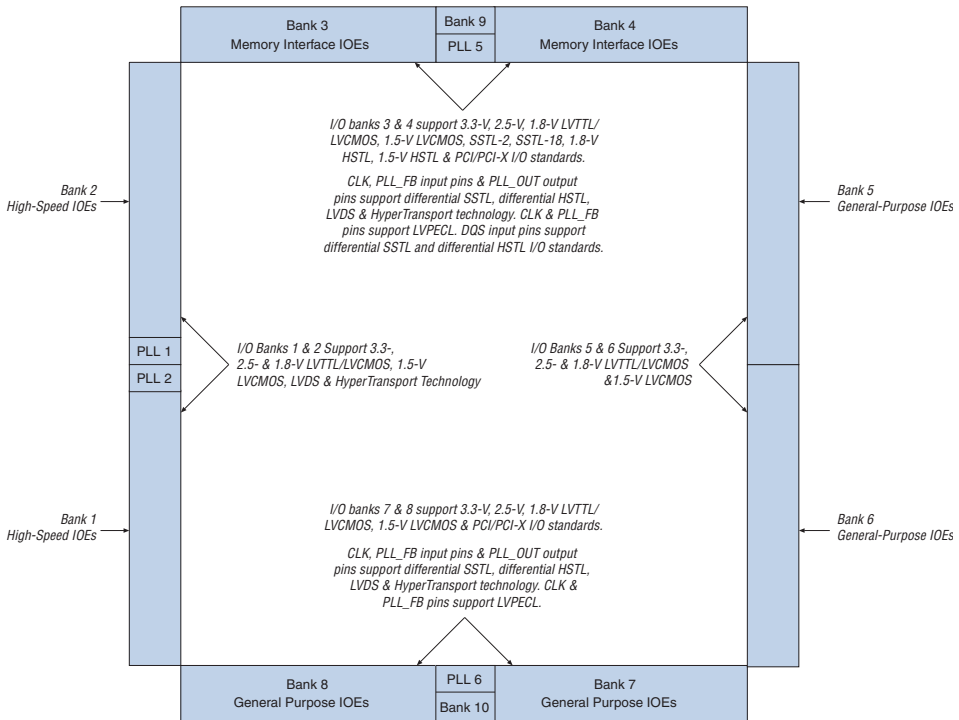 Bank 3
Memory Interface IOEs
Bank 9
PLL 5
Bank 4
Memory Interface IOEs
I/O banks 3 & 4 support 3.3-V, 2.5-V, 1.8-V LVTTL/
LVCMOS, 1.5-V LVCMOS, SSTL-2, SSTL-18, 1.8-V
HSTL, 1.5-V HSTL & PCI/PCI-X I/O standards.
CLK, PLL_FB input pins & PLL_OUT output
pins support differential SSTL, differential HSTL,
LVDS & HyperTransport technology. CLK & PLL_FB
pins support LVPECL. DQS input pins support
differential SSTL and differential HSTL I/O standards.
Bank 2
High-Speed IOEs
Bank 5
General-Purpose IOEs
PLL 1
PLL 2
I/O Banks 1 & 2 Support 3.3-,
2.5- & 1.8-V LVTTL/LVCMOS, 1.5-V
LVCMOS, LVDS & HyperTransport Technology
I/O Banks 5 & 6 Support 3.3-,
2.5- & 1.8-V LVTTL/LVCMOS
&1.5-V LVCMOS
Bank 1
High-Speed IOEs
Bank 6
General-Purpose IOEs
I/O banks 7 & 8 support 3.3-V, 2.5-V, 1.8-V LVTTL/
LVCMOS, 1.5-V LVCMOS & PCI/PCI-X I/O standards.
CLK, PLL_FB input pins & PLL_OUT output
pins support differential SSTL, differential HSTL,
LVDS & HyperTransport technology. CLK &
PLL_FB pins support LVPECL.
Bank 8
General Purpose IOEs
PLL 6
Bank 10
Bank 7
General Purpose IOEs